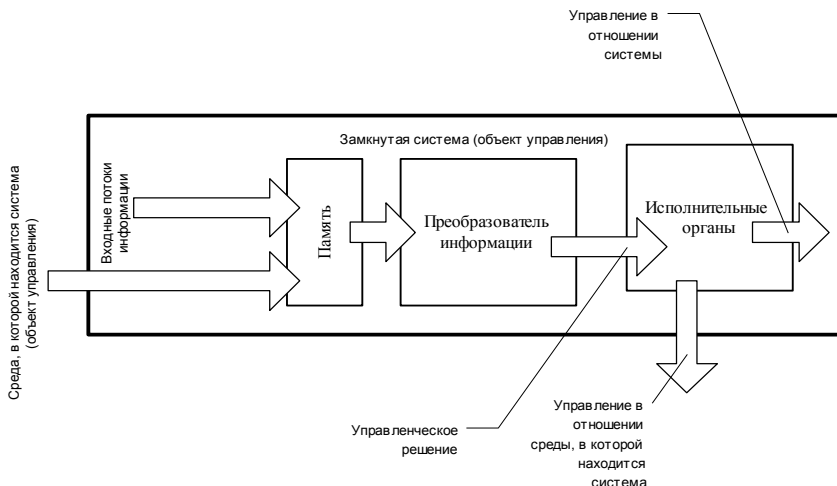 Управление в
отношении
системы
Замкнутая система (объект управления)
Среда, в которой находится система
(объект управления)
Входные потоки
информации
Память
Преобразователь
информации
Исполнительные
органы
Управленческое
решение
Управление в
отношении
среды, в которой
находится
система